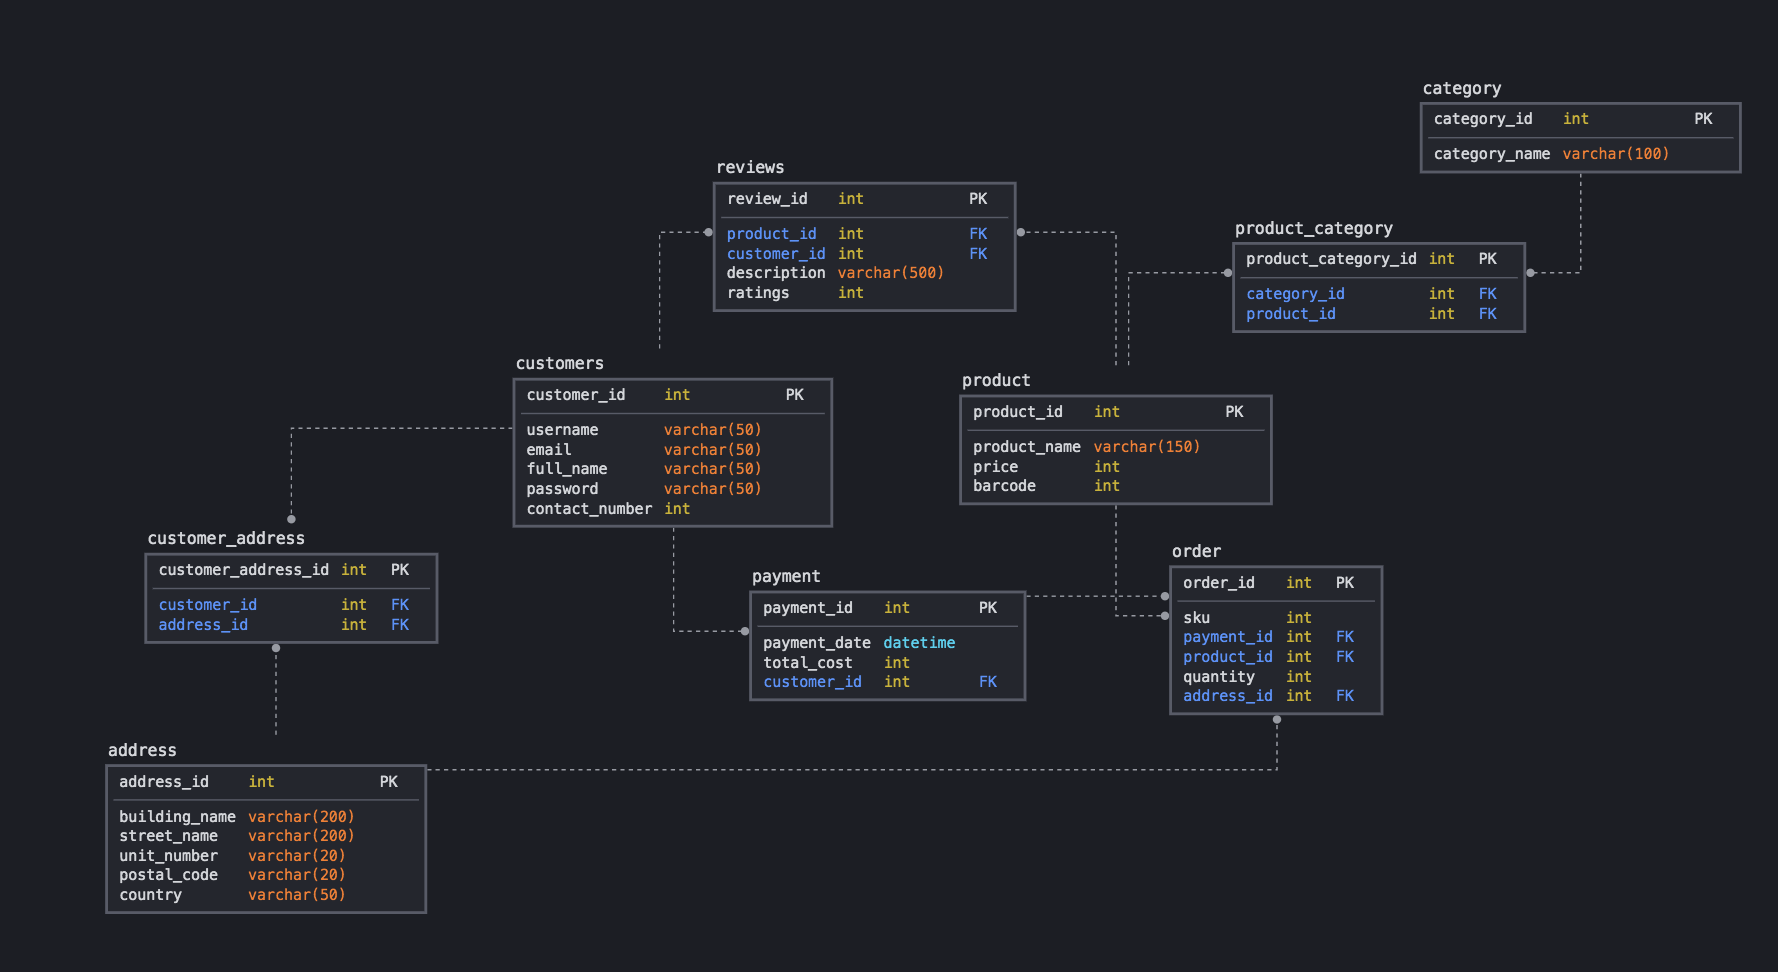 category
category_id int PK
category_name varchar(100)
reviews
review_id int PK
product_id int FK
customer_id int FK
description varchar(500)
ratings int
product_category
product_category_id int PK
category_id int FK
product_id int FK
customers
customer_id int PK
username varchar(50)
email varchar(50)
full_name varchar(50)
password varchar(50)
contact_number int
product
product_id int PK
product_name varchar(150)
price int
barcode int
customer_address
customer_address_id int PK
customer_id int FK
address_id int FK
payment
payment_id int PK
payment_date datetime
total_cost int
customer_id int FK
order
order_id int PK
sku int
payment_id int FK
product_id int FK
quantity int
address_id int FK
address
address_id int PK
building_name varchar(200)
street_name varchar(200)
unit_number varchar(20)
postal_code varchar(20)
country varchar(50)